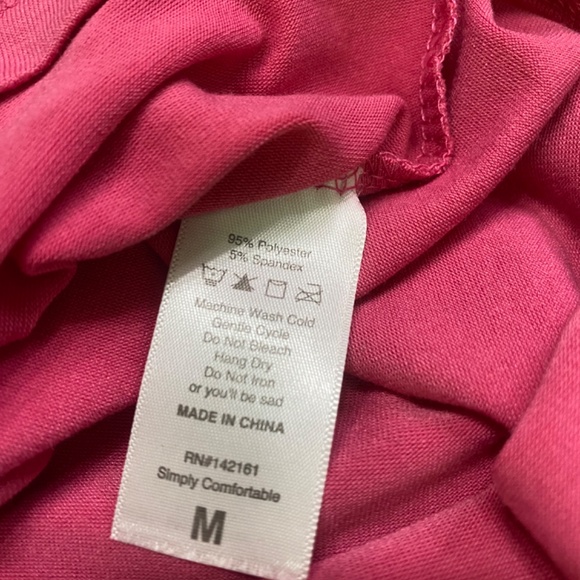 95% Polyester
5% Spandex
Machine Wash Cold
Gentle Cycle
Do Not Bleach
Hang Dry
Do Not Iron
or you'll be sad
MADE IN CHINA
RN#142161
Simply Comfortable
M